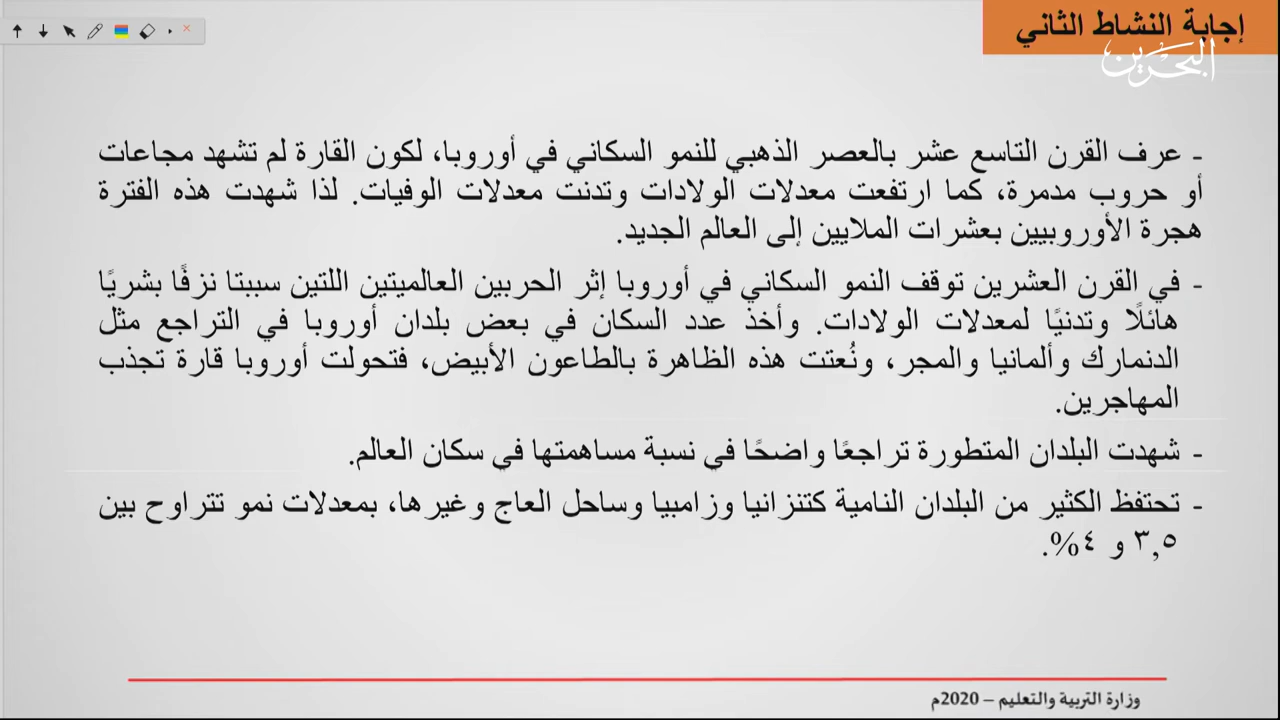 إجابة النشاط الثاني
البحرين
- عرف القرن التاسع عشر بالعصر الذهبي للنمو السكاني في أوروبا، لكون القارة لم تشهد مجاعات
أو حروب مدمرة، كما ارتفعت معدلات الولادات وتدنت معدلات الوفيات. لذا شهدت هذه الفترة
هجرة الأوروبيين بعشرات الملايين إلى العالم الجديد.
- في القرن العشرين توقف النمو السكاني في أوروبا إثر الحربين العالميتين اللتين سببتا نزفًا بشريًا
هائلًا وتدنيًا لمعدلات الولادات. وأخذ عدد السكان في بعض بلدان أوروبا في التراجع مثل
الدنمارك وألمانيا والمجر، ونُعتت هذه الظاهرة بالطاعون الأبيض، فتحولت أوروبا قارة تجذب
المهاجرين.
- شهدت البلدان المتطورة تراجعًا واضحًا في نسبة مساهمتها في سكان العالم.
- تحتفظ الكثير من البلدان النامية كتنزانيا وزامبيا وساحل العاج وغيرها، بمعدلات نمو تتراوح بين
٣,٥ و ٤%.
وزارة التربية والتعليم – 2020م